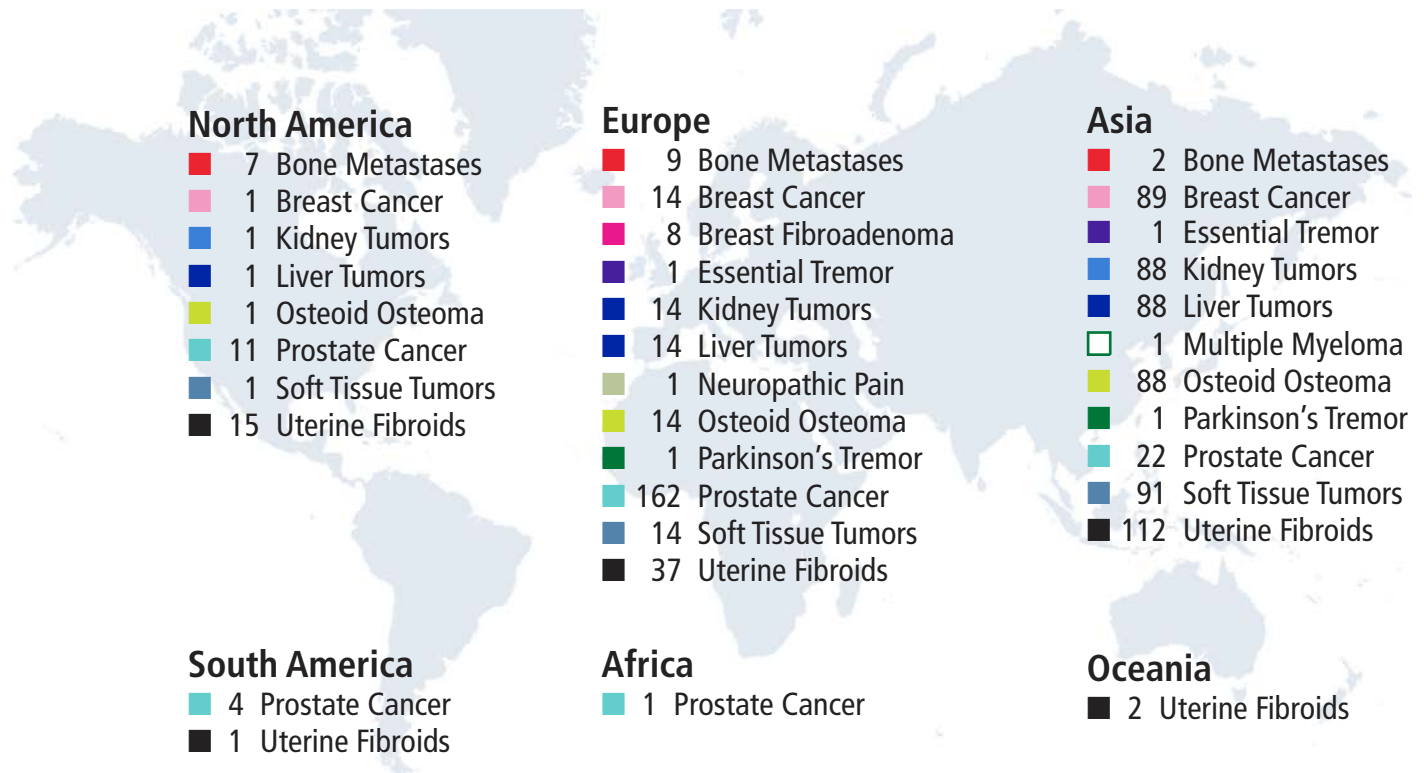 North America
7 Bone Metastases
1 Breast Cancer
1 Kidney Tumors
1 Liver Tumors
1 Osteoid Osteoma
11 Prostate Cancer
1 Soft Tissue Tumors
15 Uterine Fibroids
Europe
9 Bone Metastases
14 Breast Cancer
8 Breast Fibroadenoma
1 Essential Tremor
14 Kidney Tumors
14 Liver Tumors
1 Neuropathic Pain
14 Osteoid Osteoma
1 Parkinson’s Tremor
162 Prostate Cancer
14 Soft Tissue Tumors
37 Uterine Fibroids
Asia
2 Bone Metastases
89 Breast Cancer
1 Essential Tremor
88 Kidney Tumors
88 Liver Tumors
1 Multiple Myeloma
88 Osteoid Osteoma
1 Parkinson’s Tremor
22 Prostate Cancer
91 Soft Tissue Tumors
112 Uterine Fibroids
South America
4 Prostate Cancer
1 Uterine Fibroids
Africa
1 Prostate Cancer
Oceania
2 Uterine Fibroids